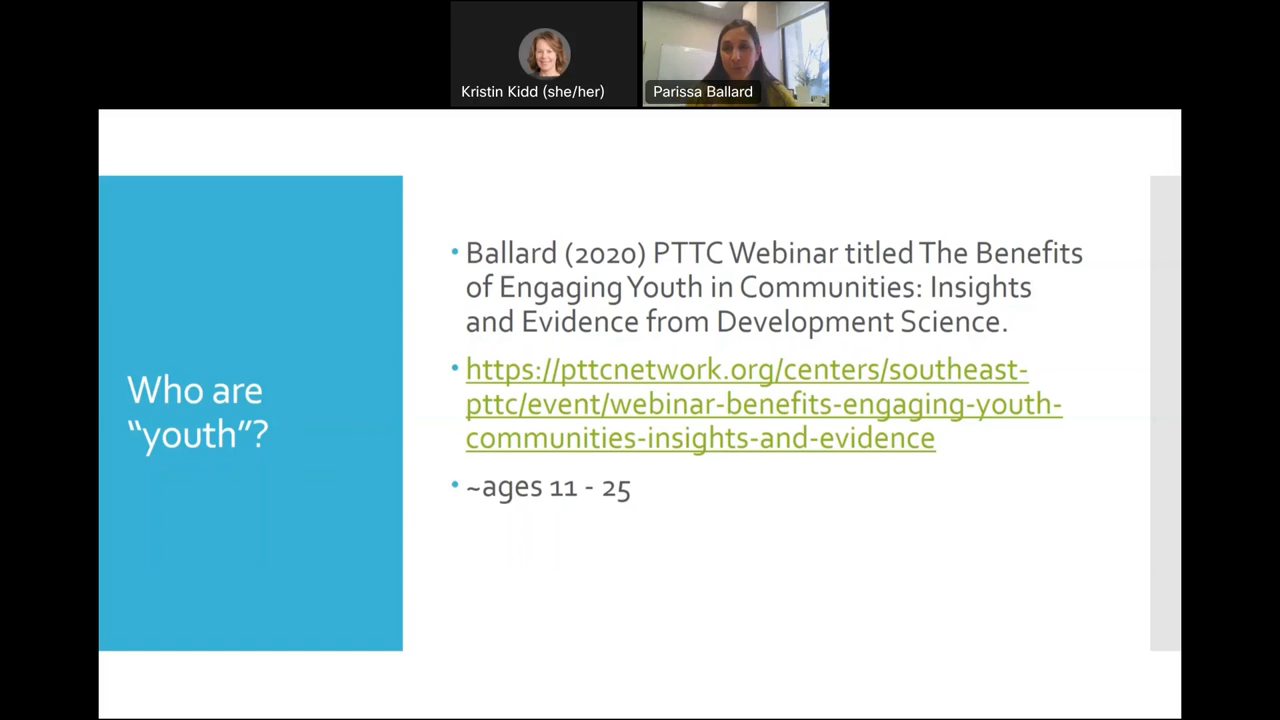 Kristin Kidd (she/her)
Parissa Ballard
Who are
“youth”?
• Ballard (2020) PTTC Webinar titled The Benefits
of Engaging Youth in Communities: Insights
and Evidence from Development Science.
• https://pttcnetwork.org/centers/southeast-
pttc/event/webinar-benefits-engaging-youth-
communities-insights-and-evidence
• ~ages 11 - 25